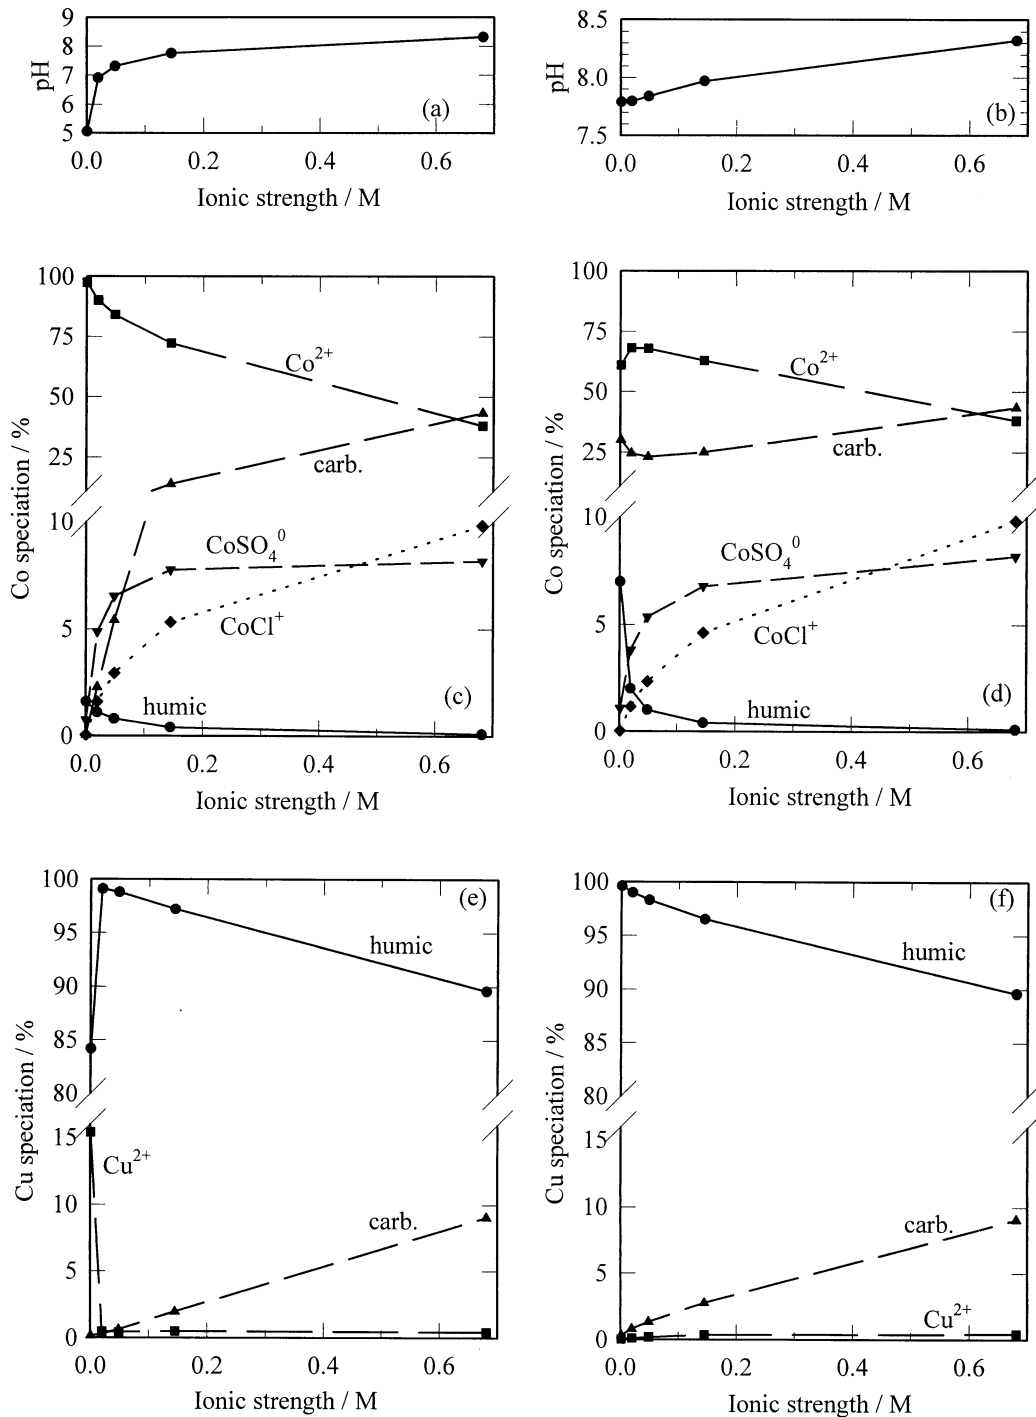 9
8
7
6
5
pH
(a)
0.0 0.2 0.4 0.6
Ionic strength / M
8.5
8.0
7.5
pH
(b)
0.0 0.2 0.4 0.6
Ionic strength / M
100
75
50
25
10
5
0
Co speciation / %
Co²⁺
carb.
CoSO₄⁰
CoCl⁺
humic
(c)
0.0 0.2 0.4 0.6
Ionic strength / M
100
75
50
25
10
5
0
Co speciation / %
Co²⁺
carb.
CoSO₄⁰
CoCl⁺
humic
(d)
0.0 0.2 0.4 0.6
Ionic strength / M
100
95
90
85
80
15
10
5
0
Cu speciation / %
(e)
humic
Cu²⁺
carb.
0.0 0.2 0.4 0.6
Ionic strength / M
100
95
90
85
80
15
10
5
0
Cu speciation / %
(f)
humic
carb.
Cu²⁺
0.0 0.2 0.4 0.6
Ionic strength / M